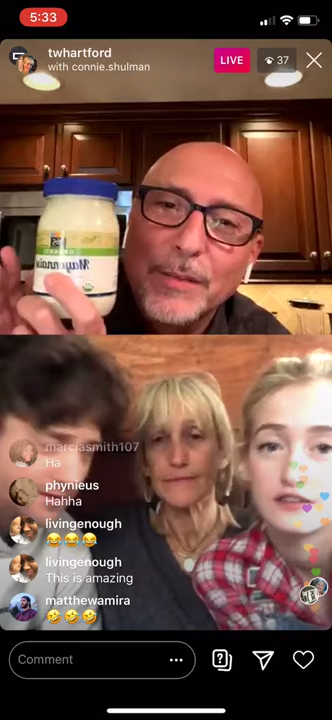 5:33
twhartford
with connie.shulman
LIVE
37
Mayonnaise
marciasmith107
Ha
phynieus
Hahha
livingenough
😂😂😂
livingenough
This is amazing
matthewamira
🤣🤣🤣
Comment